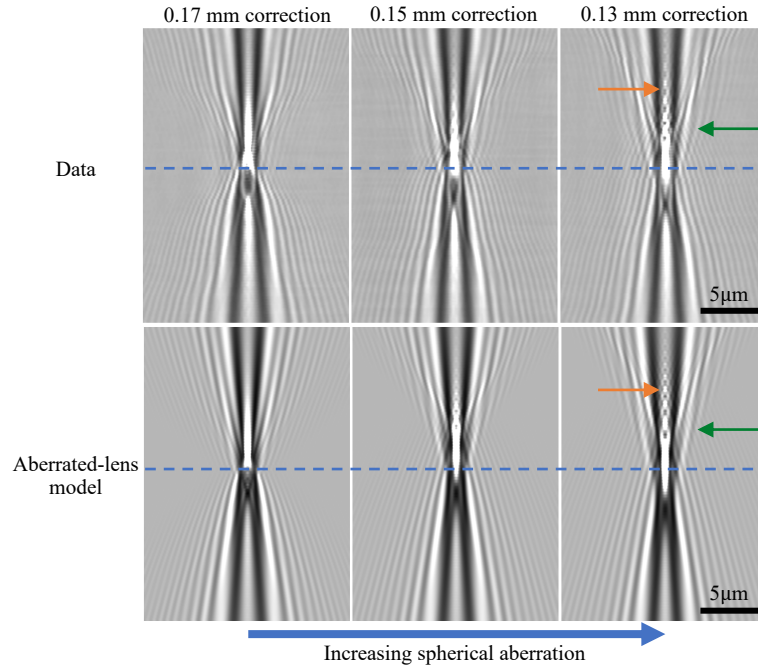 0.17 mm correction
0.15 mm correction
0.13 mm correction
Data
5μm
Aberrated-lens
model
5μm
Increasing spherical aberration